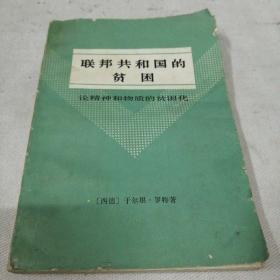 联邦共和国的
贫困
论精神和物质的贫困化
〔西德〕于尔根·罗特著